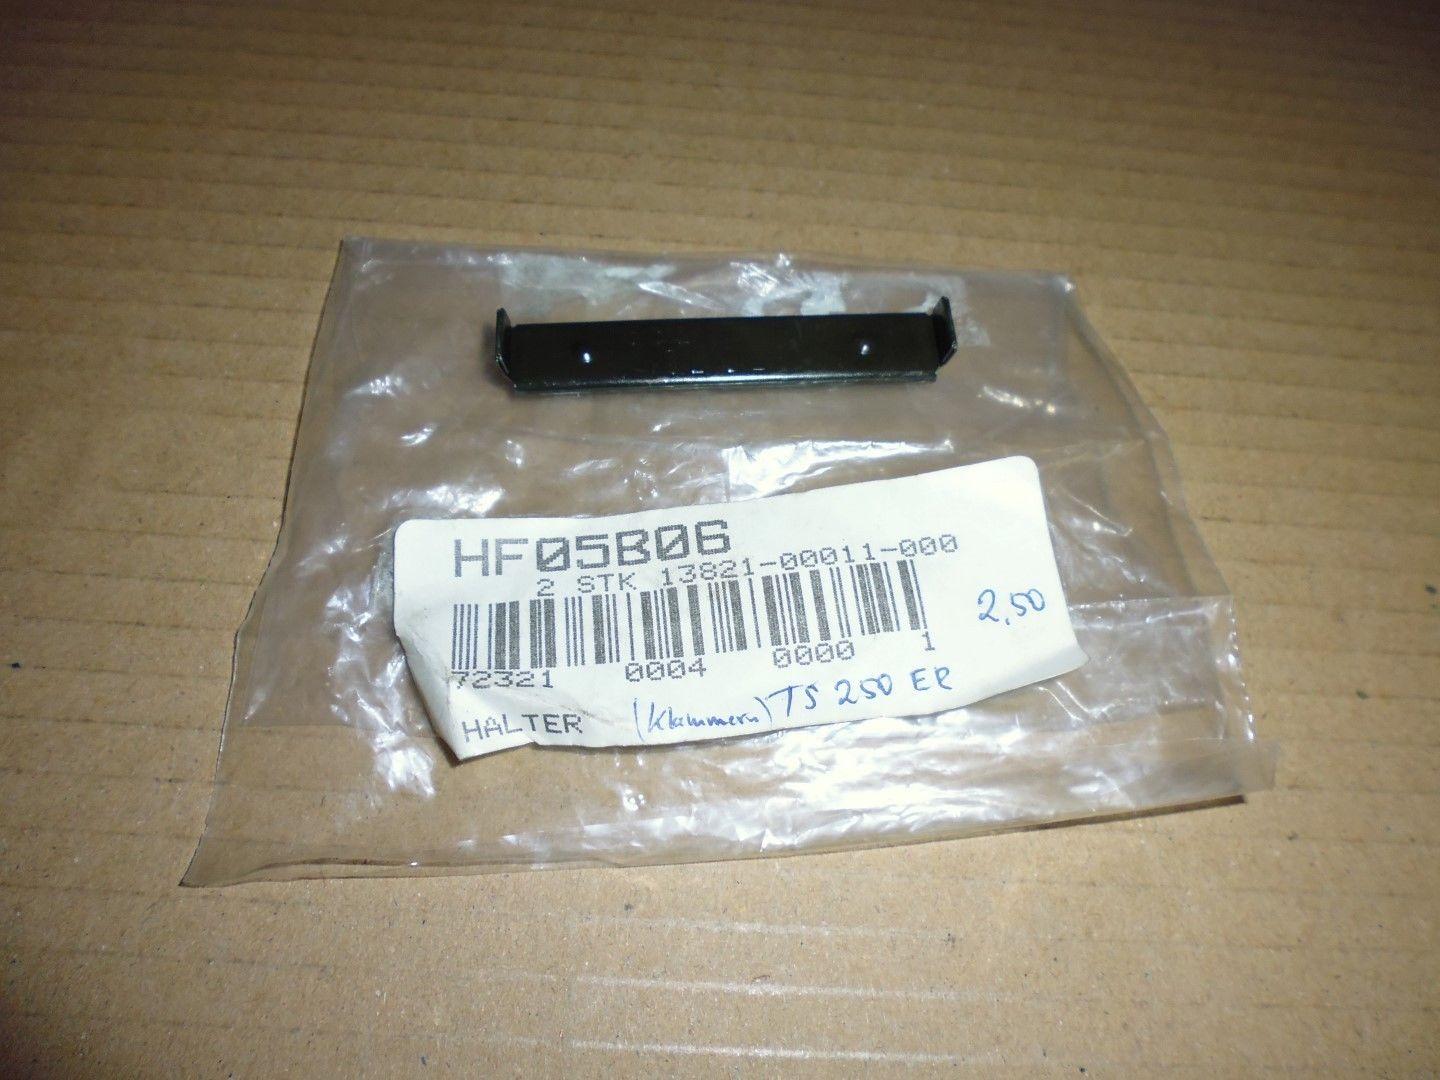 HF05B06
2 STK 13821-00011-000
2,50
72321 0004 0000 1
HALTER (Klammern) TS 250 ER